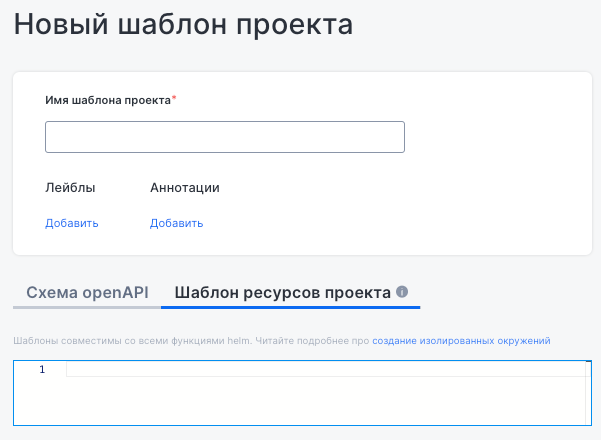 Новый шаблон проекта
Имя шаблона проекта*
Лейблы Аннотации
Добавить Добавить
Схема openAPI Шаблон ресурсов проекта i
Шаблоны совместимы со всеми функциями helm. Читайте подробнее про создание изолированных окружений
1